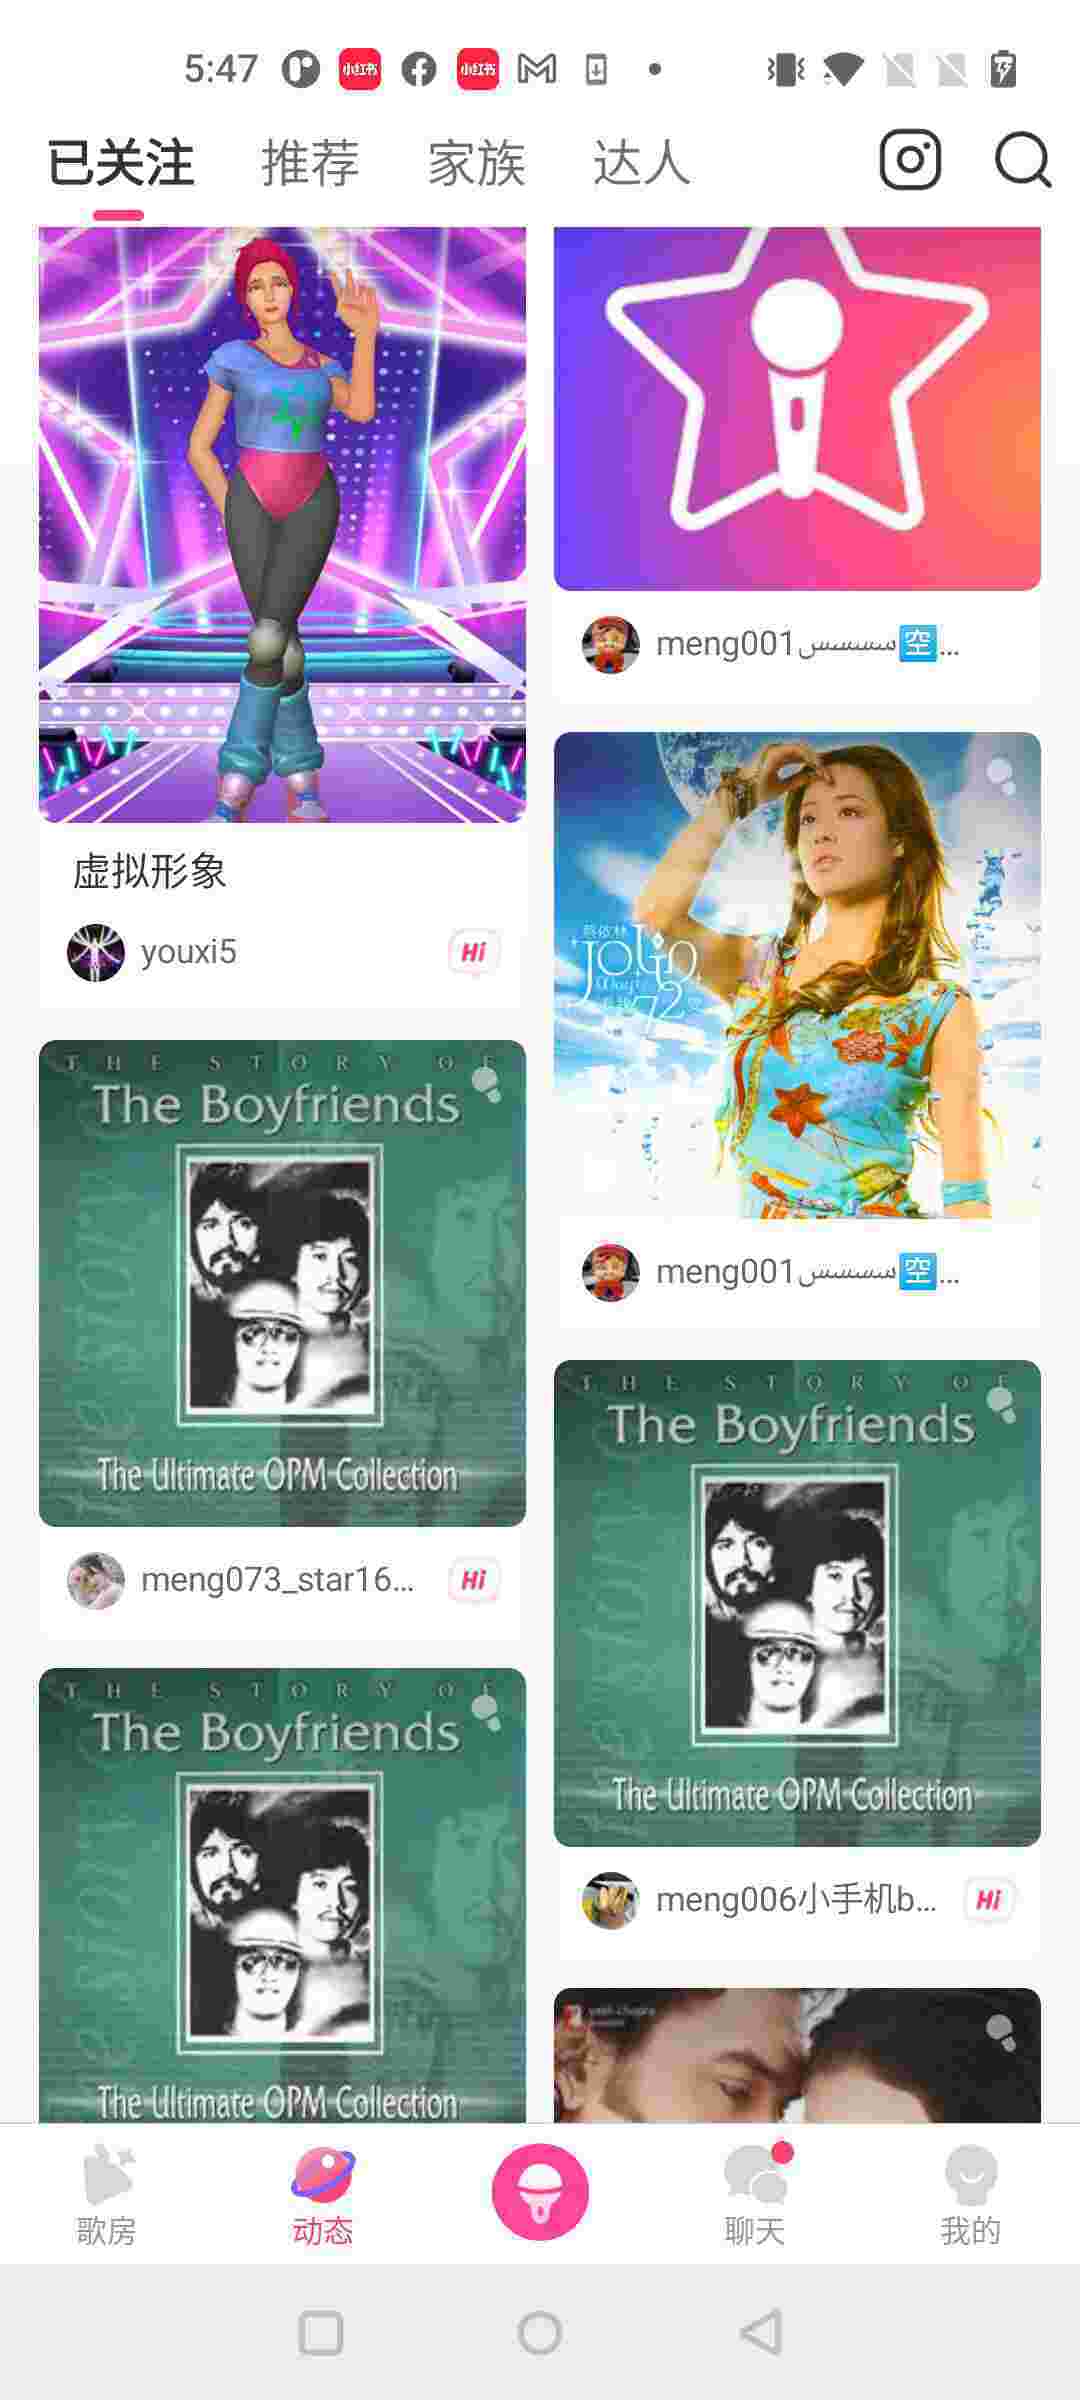 5:47
小红书
小红书
已关注 推荐 家族 达人
虚拟形象
youxi5
Hi
meng001سسسس空...
蔡依林
Jolin
72
meng001سسسس空...
THE STORY OF
The Boyfriends
The Ultimate OPM Collection
meng073_star16...
Hi
THE STORY OF
The Boyfriends
The Ultimate OPM Collection
meng006小手机b...
Hi
THE STORY OF
The Boyfriends
The Ultimate OPM Collection
yash chopra
歌房 动态 聊天 我的